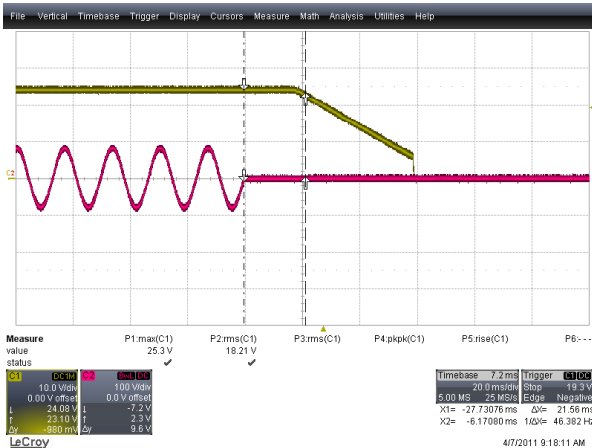 File Vertical Timebase Trigger Display Cursors Measure Math Analysis Utilities Help
C2
Measure P1:max(C1) P2:rms(C1) P3:rms(C1) P4:pkpk(C1) P5:rise(C1) P6:- - -
value 25.3 V 18.21 V
status
C1 DC1M
10.0 V/div
0.00 V offset
24.08 V
23.10 V
Δy -980 mV
C2 BwL DC
100 V/div
0.0 V offset
-7.2 V
2.3 V
Δy 9.6 V
Timebase 7.2 ms
20.0 ms/div
5.00 MS 25 MS/s
Trigger C1 DC
Stop 19.3 V
Edge Negative
X1= -27.73076 ms ΔX= 21.56 ms
X2= -6.17080 ms 1/ΔX= 46.382 Hz
LeCroy
4/7/2011 9:18:11 AM